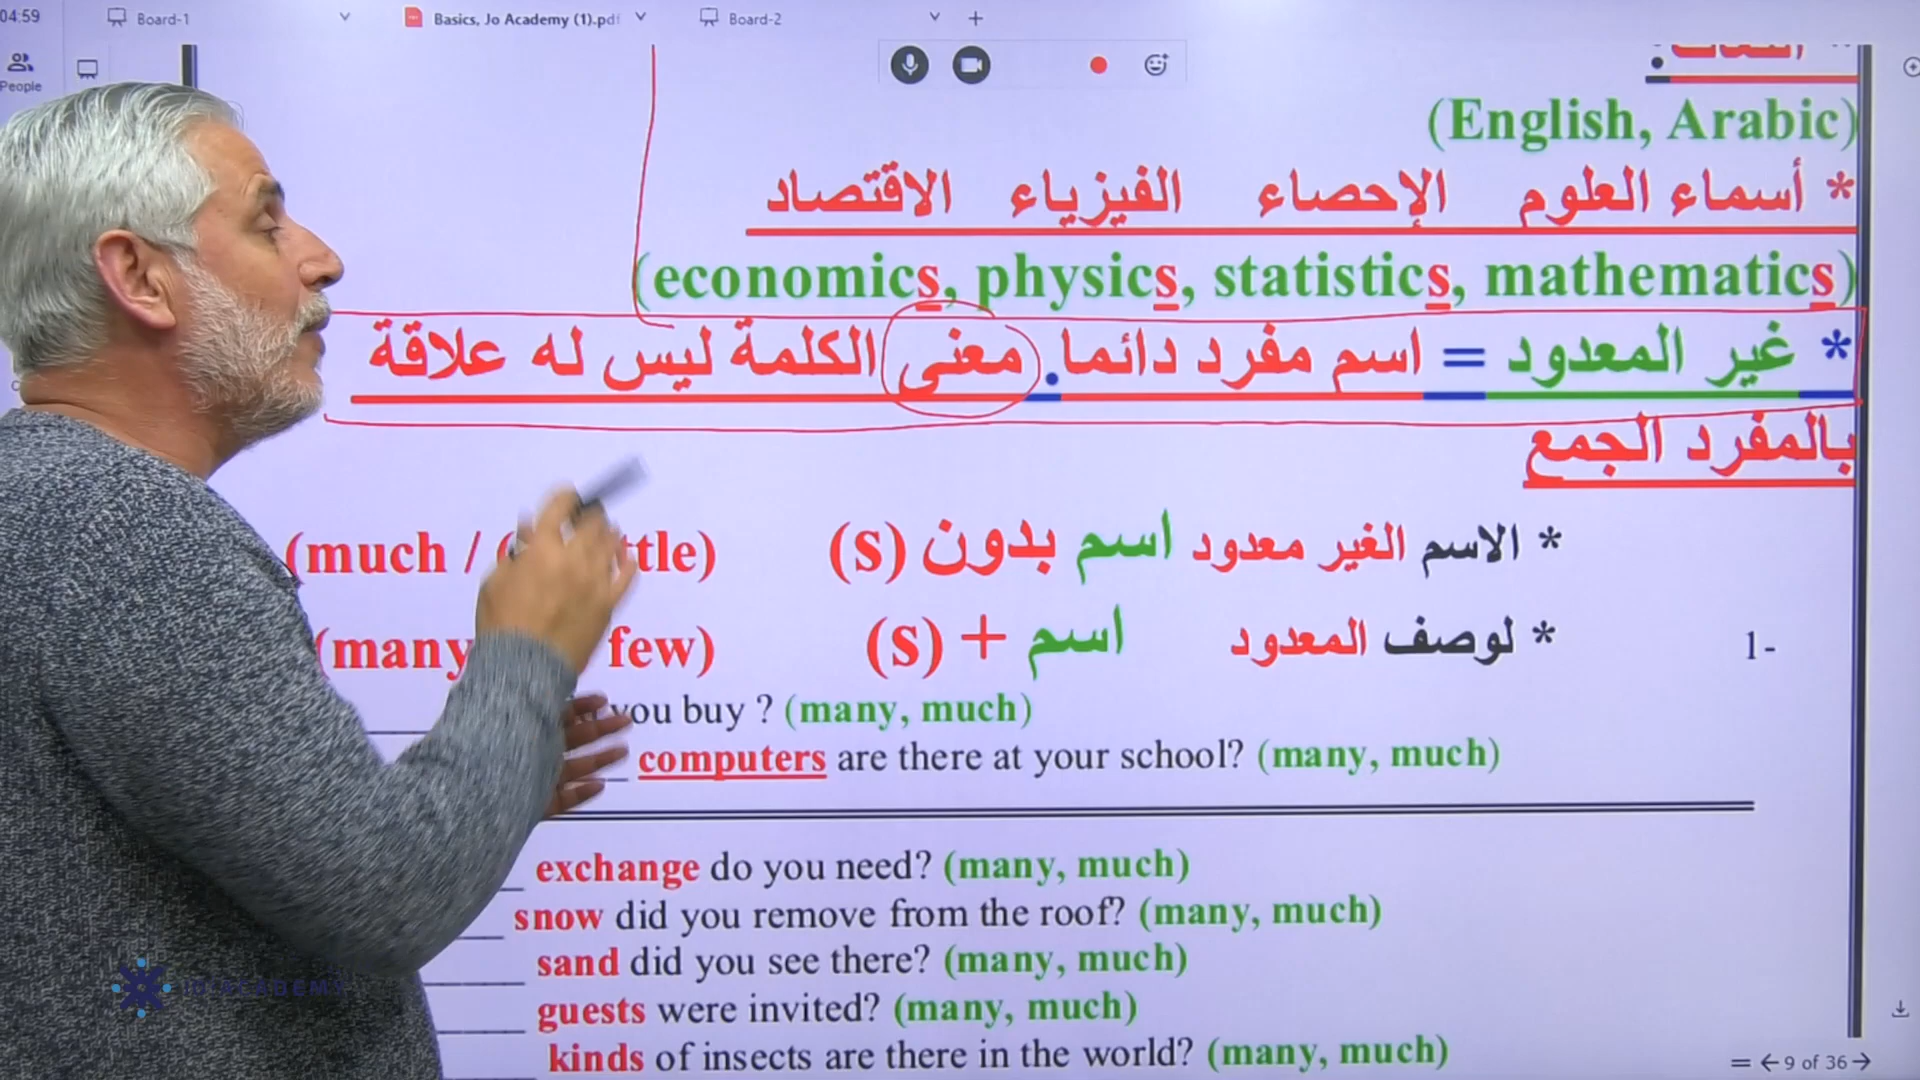 04:59 Board-1 Basics, Jo Academy (1).pdf Board-2
People
(English, Arabic)
* أسماء العلوم الإحصاء الفيزياء الاقتصاد
(economics, physics, statistics, mathematics)
* غير المعدود = اسم مفرد دائما. معنى الكلمة ليس له علاقة
بالمفرد الجمع
* الاسم الغير معدود اسم بدون (s) (much /
1- * لوصف المعدود اسم + (s) (many few)
you buy ? (many, much)
computers are there at your school? (many, much)
exchange do you need? (many, much)
snow did you remove from the roof? (many, much)
sand did you see there? (many, much)
JO ACADEMY
guests were invited? (many, much)
kinds of insects are there in the world? (many, much)
9 of 36